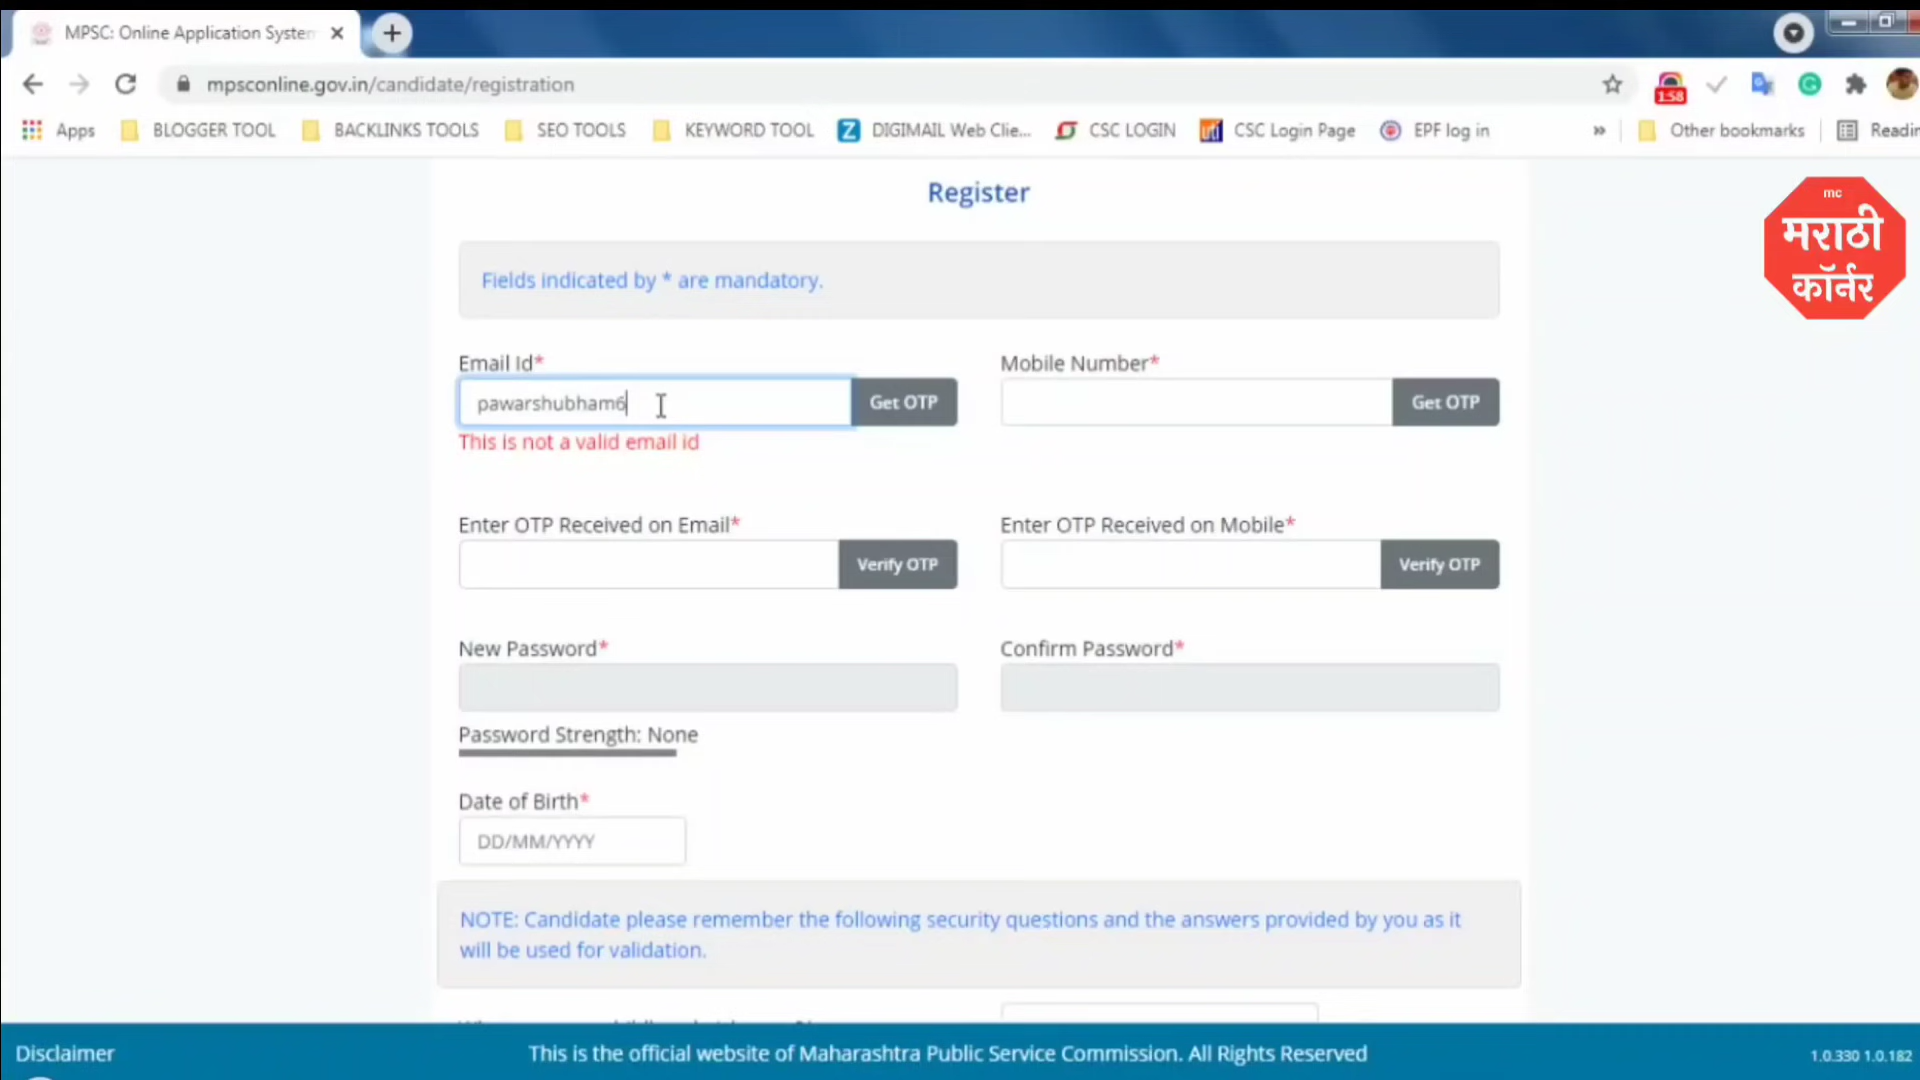 MPSC: Online Application System
mpsconline.gov.in/candidate/registration
1:58
Apps
BLOGGER TOOL
BACKLINKS TOOLS
SEO TOOLS
KEYWORD TOOL
DIGIMAIL Web Clie...
CSC LOGIN
CSC Login Page
EPF log in
»
Other bookmarks
Readin
Register
mc
मराठी
कॉर्नर
Fields indicated by * are mandatory.
Email Id* Mobile Number*
pawarshubham6 Get OTP Get OTP
This is not a valid email id
Enter OTP Received on Email* Enter OTP Received on Mobile*
Verify OTP Verify OTP
New Password* Confirm Password*
Password Strength: None
Date of Birth*
DD/MM/YYYY
NOTE: Candidate please remember the following security questions and the answers provided by you as it
will be used for validation.
Disclaimer
This is the official website of Maharashtra Public Service Commission. All Rights Reserved
1.0.330 1.0.182